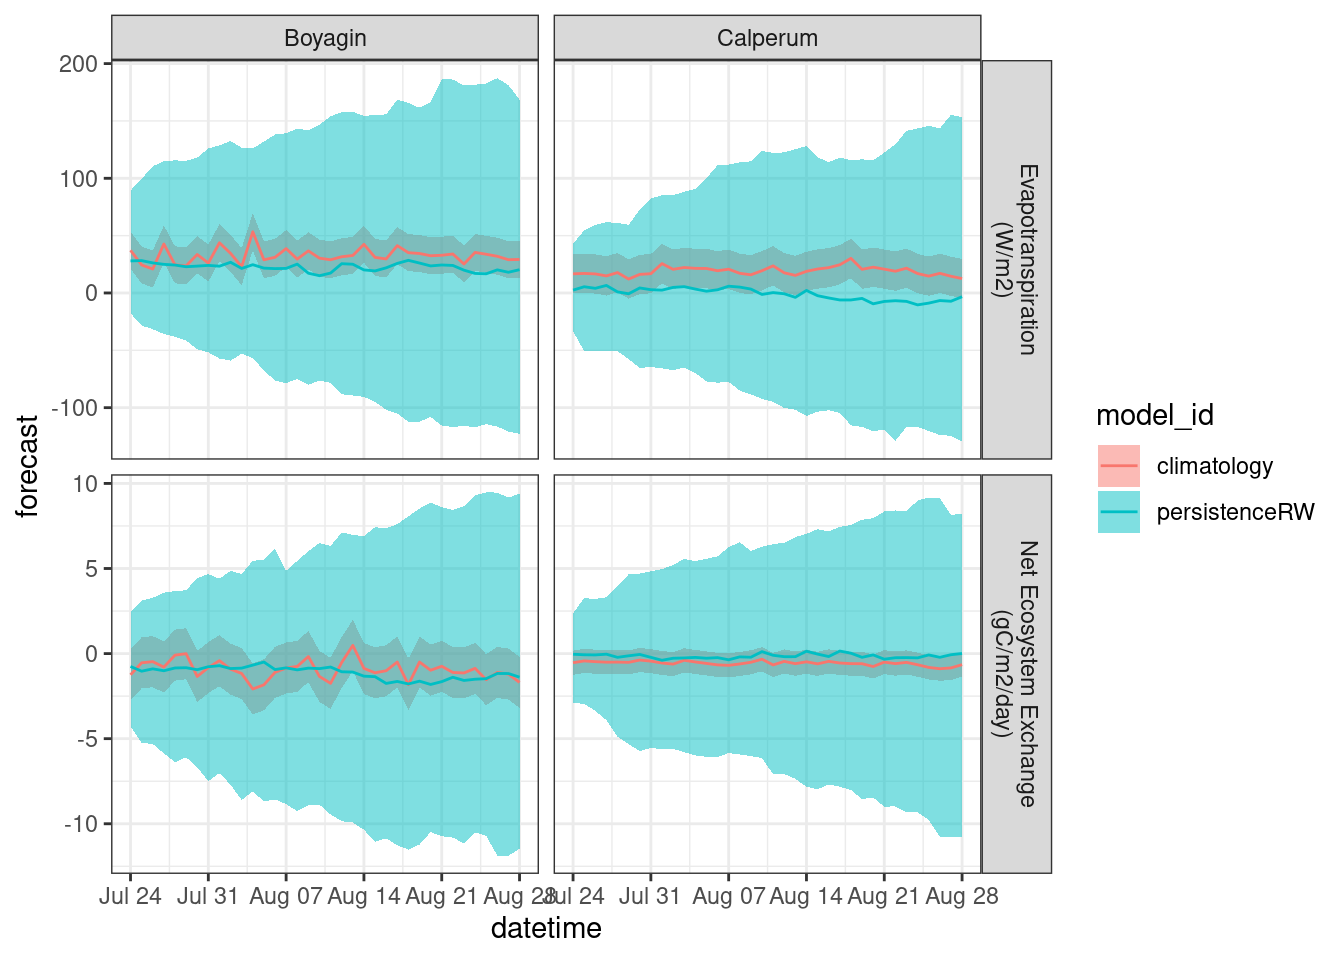 Boyagin
Calperum
200
100
0
-100
Evapotranspiration
(W/m2)
10
5
0
-5
-10
Net Ecosystem Exchange
(gC/m2/day)
Jul 24
Jul 31
Aug 07
Aug 14
Aug 21
Aug 28
Jul 24
Jul 31
Aug 07
Aug 14
Aug 21
Aug 28
datetime
forecast
model_id
climatology
persistenceRW